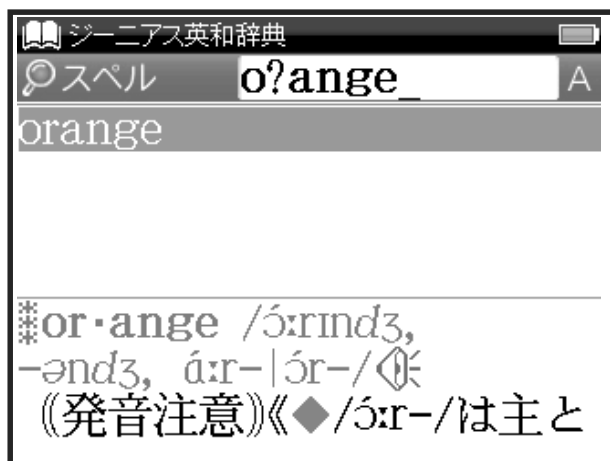 ジーニアス英和辞典
スペル o?ange_ A
orange
⁑or·ange /ɔ́ːrɪndʒ,
−əndʒ, ɑ́ːr−|ɔ́r−/
((発音注意))《◆/ɔ́ːr−/は主と